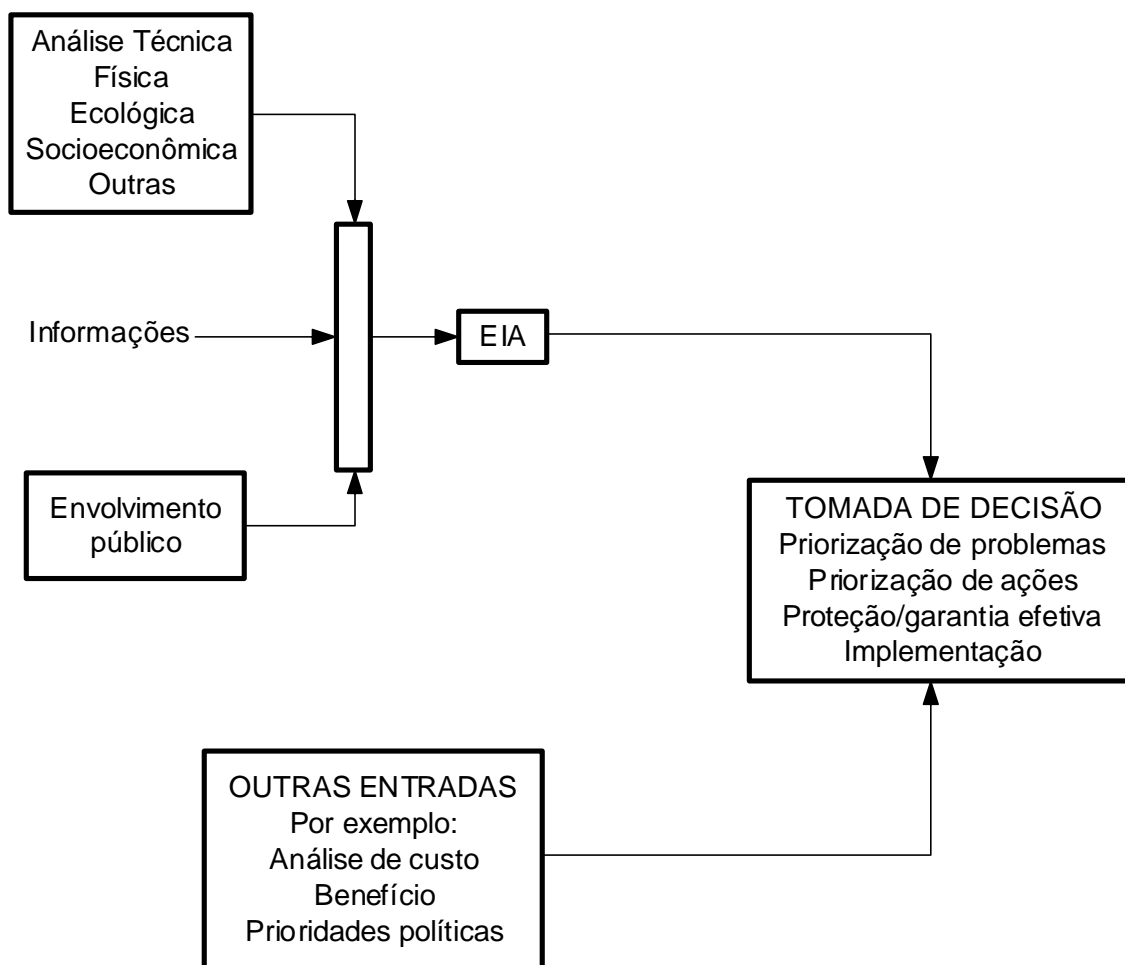 Análise Técnica
Física
Ecológica
Socioeconômica
Outras
Informações
EIA
Envolvimento
público
TOMADA DE DECISÃO
Priorização de problemas
Priorização de ações
Proteção/garantia efetiva
Implementação
OUTRAS ENTRADAS
Por exemplo:
Análise de custo
Benefício
Prioridades políticas